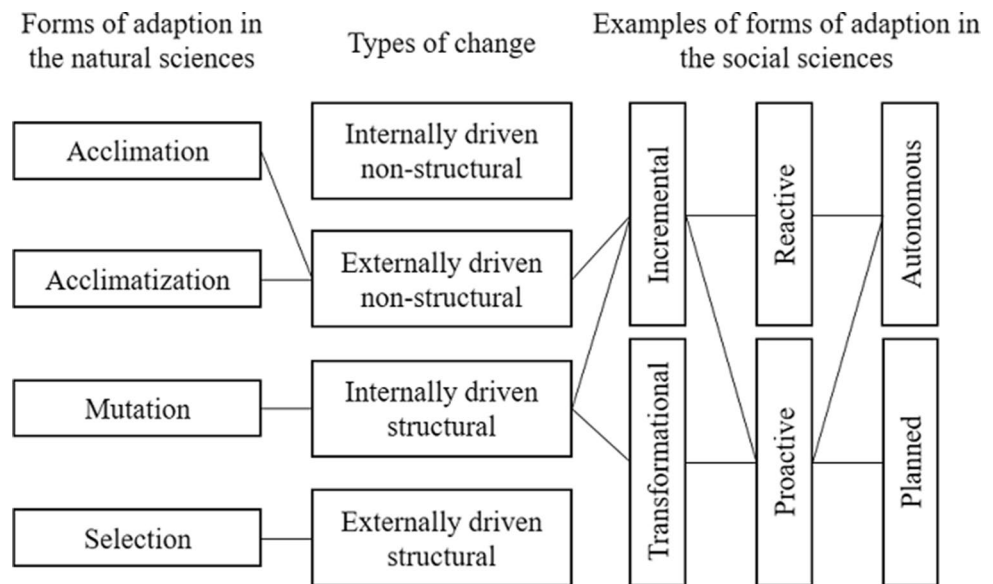 Forms of adaption in
the natural sciences
Types of change
Examples of forms of adaption in
the social sciences
Acclimation
Acclimatization
Mutation
Selection
Internally driven
non-structural
Externally driven
non-structural
Internally driven
structural
Externally driven
structural
Incremental
Transformational
Reactive
Proactive
Autonomous
Planned